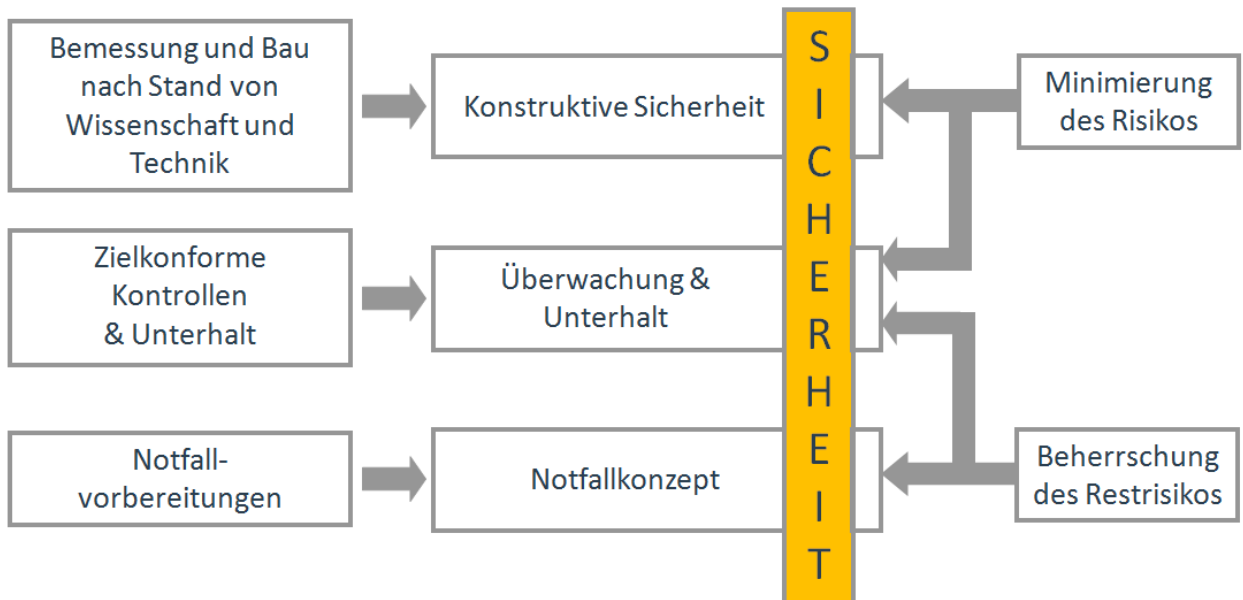 Bemessung und Bau
nach Stand von
Wissenschaft und
Technik
Konstruktive Sicherheit
Minimierung
des Risikos
Zielkonforme
Kontrollen
& Unterhalt
Überwachung &
Unterhalt
Notfall-
vorbereitungen
Notfallkonzept
Beherrschung
des Restrisikos
S
I
C
H
E
R
H
E
I
T